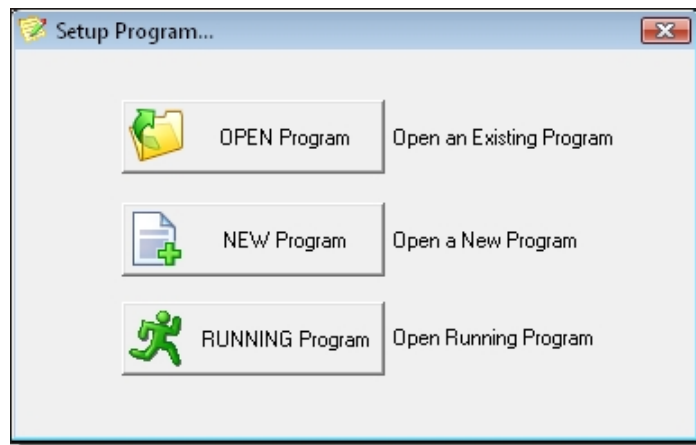 Setup Program...
OPEN Program Open an Existing Program
NEW Program Open a New Program
RUNNING Program Open Running Program